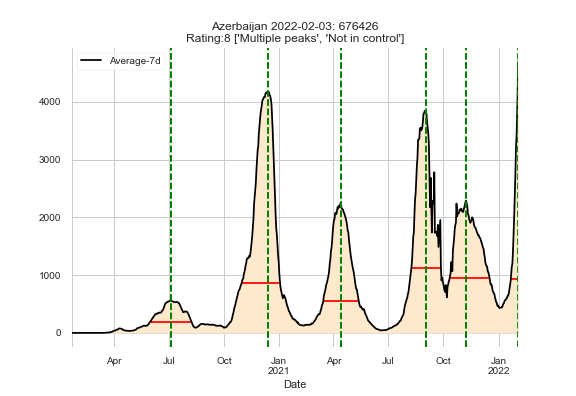 Azerbaijan 2022-02-03: 676426
Rating:8 ['Multiple peaks', 'Not in control']
Average-7d
4000
3000
2000
1000
0
Apr Jul Oct Jan Apr Jul Oct Jan
2021 2022
Date